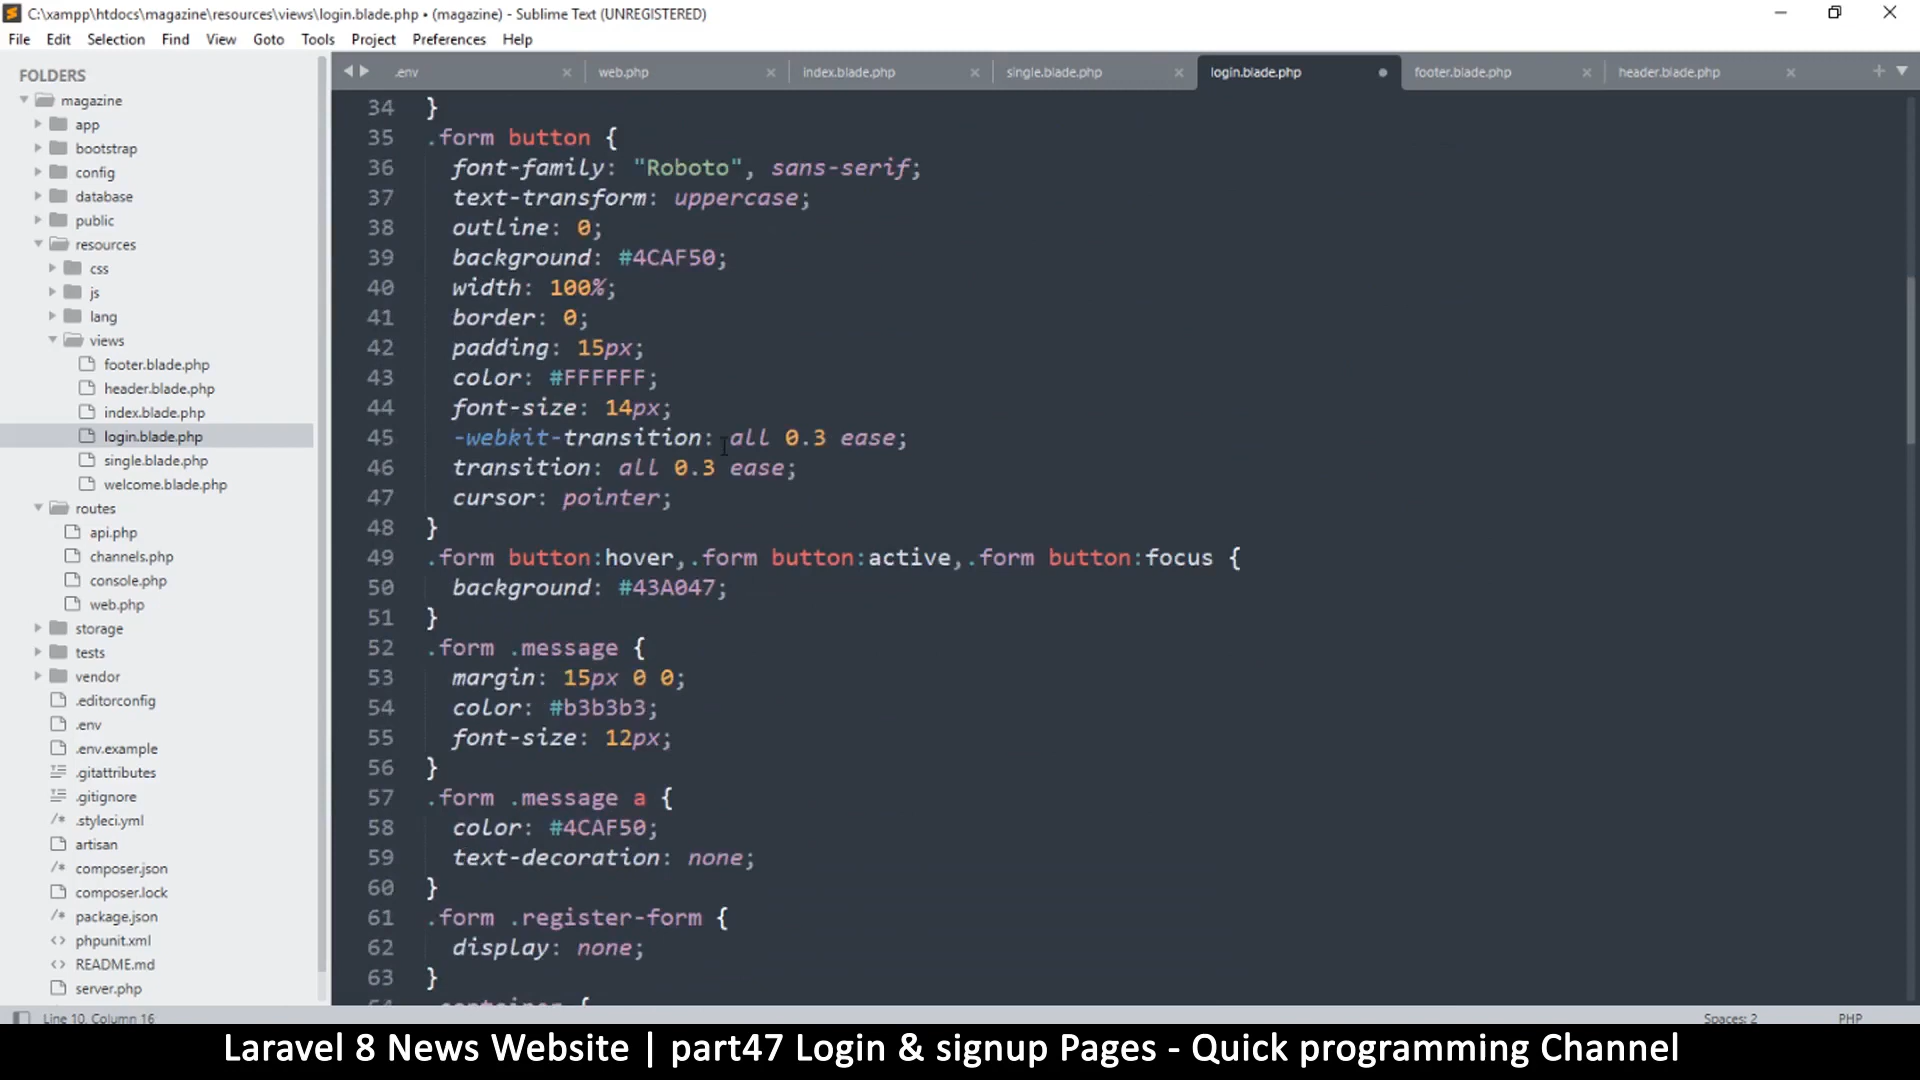 C:\xampp\htdocs\magazine\resources\views\login.blade.php • (magazine) - Sublime Text (UNREGISTERED)
File Edit Selection Find View Goto Tools Project Preferences Help
FOLDERS
magazine
app
bootstrap
config
database
public
resources
css
js
lang
views
footer.blade.php
header.blade.php
index.blade.php
login.blade.php
single.blade.php
welcome.blade.php
routes
api.php
channels.php
console.php
web.php
storage
tests
vendor
.editorconfig
.env
.env.example
.gitattributes
.gitignore
.styleci.yml
artisan
composer.json
composer.lock
package.json
phpunit.xml
README.md
server.php
.env web.php index.blade.php single.blade.php login.blade.php footer.blade.php header.blade.php
34 }
35 .form button {
36 font-family: "Roboto", sans-serif;
37 text-transform: uppercase;
38 outline: 0;
39 background: #4CAF50;
40 width: 100%;
41 border: 0;
42 padding: 15px;
43 color: #FFFFFF;
44 font-size: 14px;
45 -webkit-transition: all 0.3 ease;
46 transition: all 0.3 ease;
47 cursor: pointer;
48 }
49 .form button:hover,.form button:active,.form button:focus {
50 background: #43A047;
51 }
52 .form .message {
53 margin: 15px 0 0;
54 color: #b3b3b3;
55 font-size: 12px;
56 }
57 .form .message a {
58 color: #4CAF50;
59 text-decoration: none;
60 }
61 .form .register-form {
62 display: none;
63 }
Line 10, Column 16 Spaces: 2 PHP
Laravel 8 News Website | part47 Login & signup Pages - Quick programming Channel